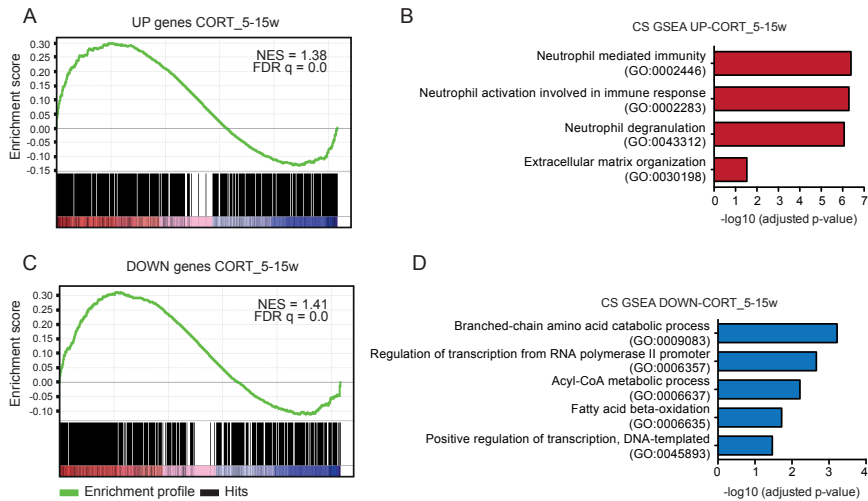 A
UP genes CORT_5-15w
Enrichment score
0.30
0.25
0.20
0.15
0.10
0.05
0.00
-0.05
-0.10
-0.15
NES = 1.38
FDR q = 0.0
B
CS GSEA UP-CORT_5-15w
Neutrophil mediated immunity
(GO:0002446)
Neutrophil activation involved in immune response
(GO:0002283)
Neutrophil degranulation
(GO:0043312)
Extracellular matrix organization
(GO:0030198)
0 1 2 3 4 5 6 7
-log10 (adjusted p-value)
C
DOWN genes CORT_5-15w
Enrichment score
0.30
0.25
0.20
0.15
0.10
0.05
0.00
-0.05
-0.10
NES = 1.41
FDR q = 0.0
Enrichment profile Hits
D
CS GSEA DOWN-CORT_5-15w
Branched-chain amino acid catabolic process
(GO:0009083)
Regulation of transcription from RNA polymerase II promoter
(GO:0006357)
Acyl-CoA metabolic process
(GO:0006637)
Fatty acid beta-oxidation
(GO:0006635)
Positive regulation of transcription, DNA-templated
(GO:0045893)
0 1 2 3 4
-log10 (adjusted p-value)